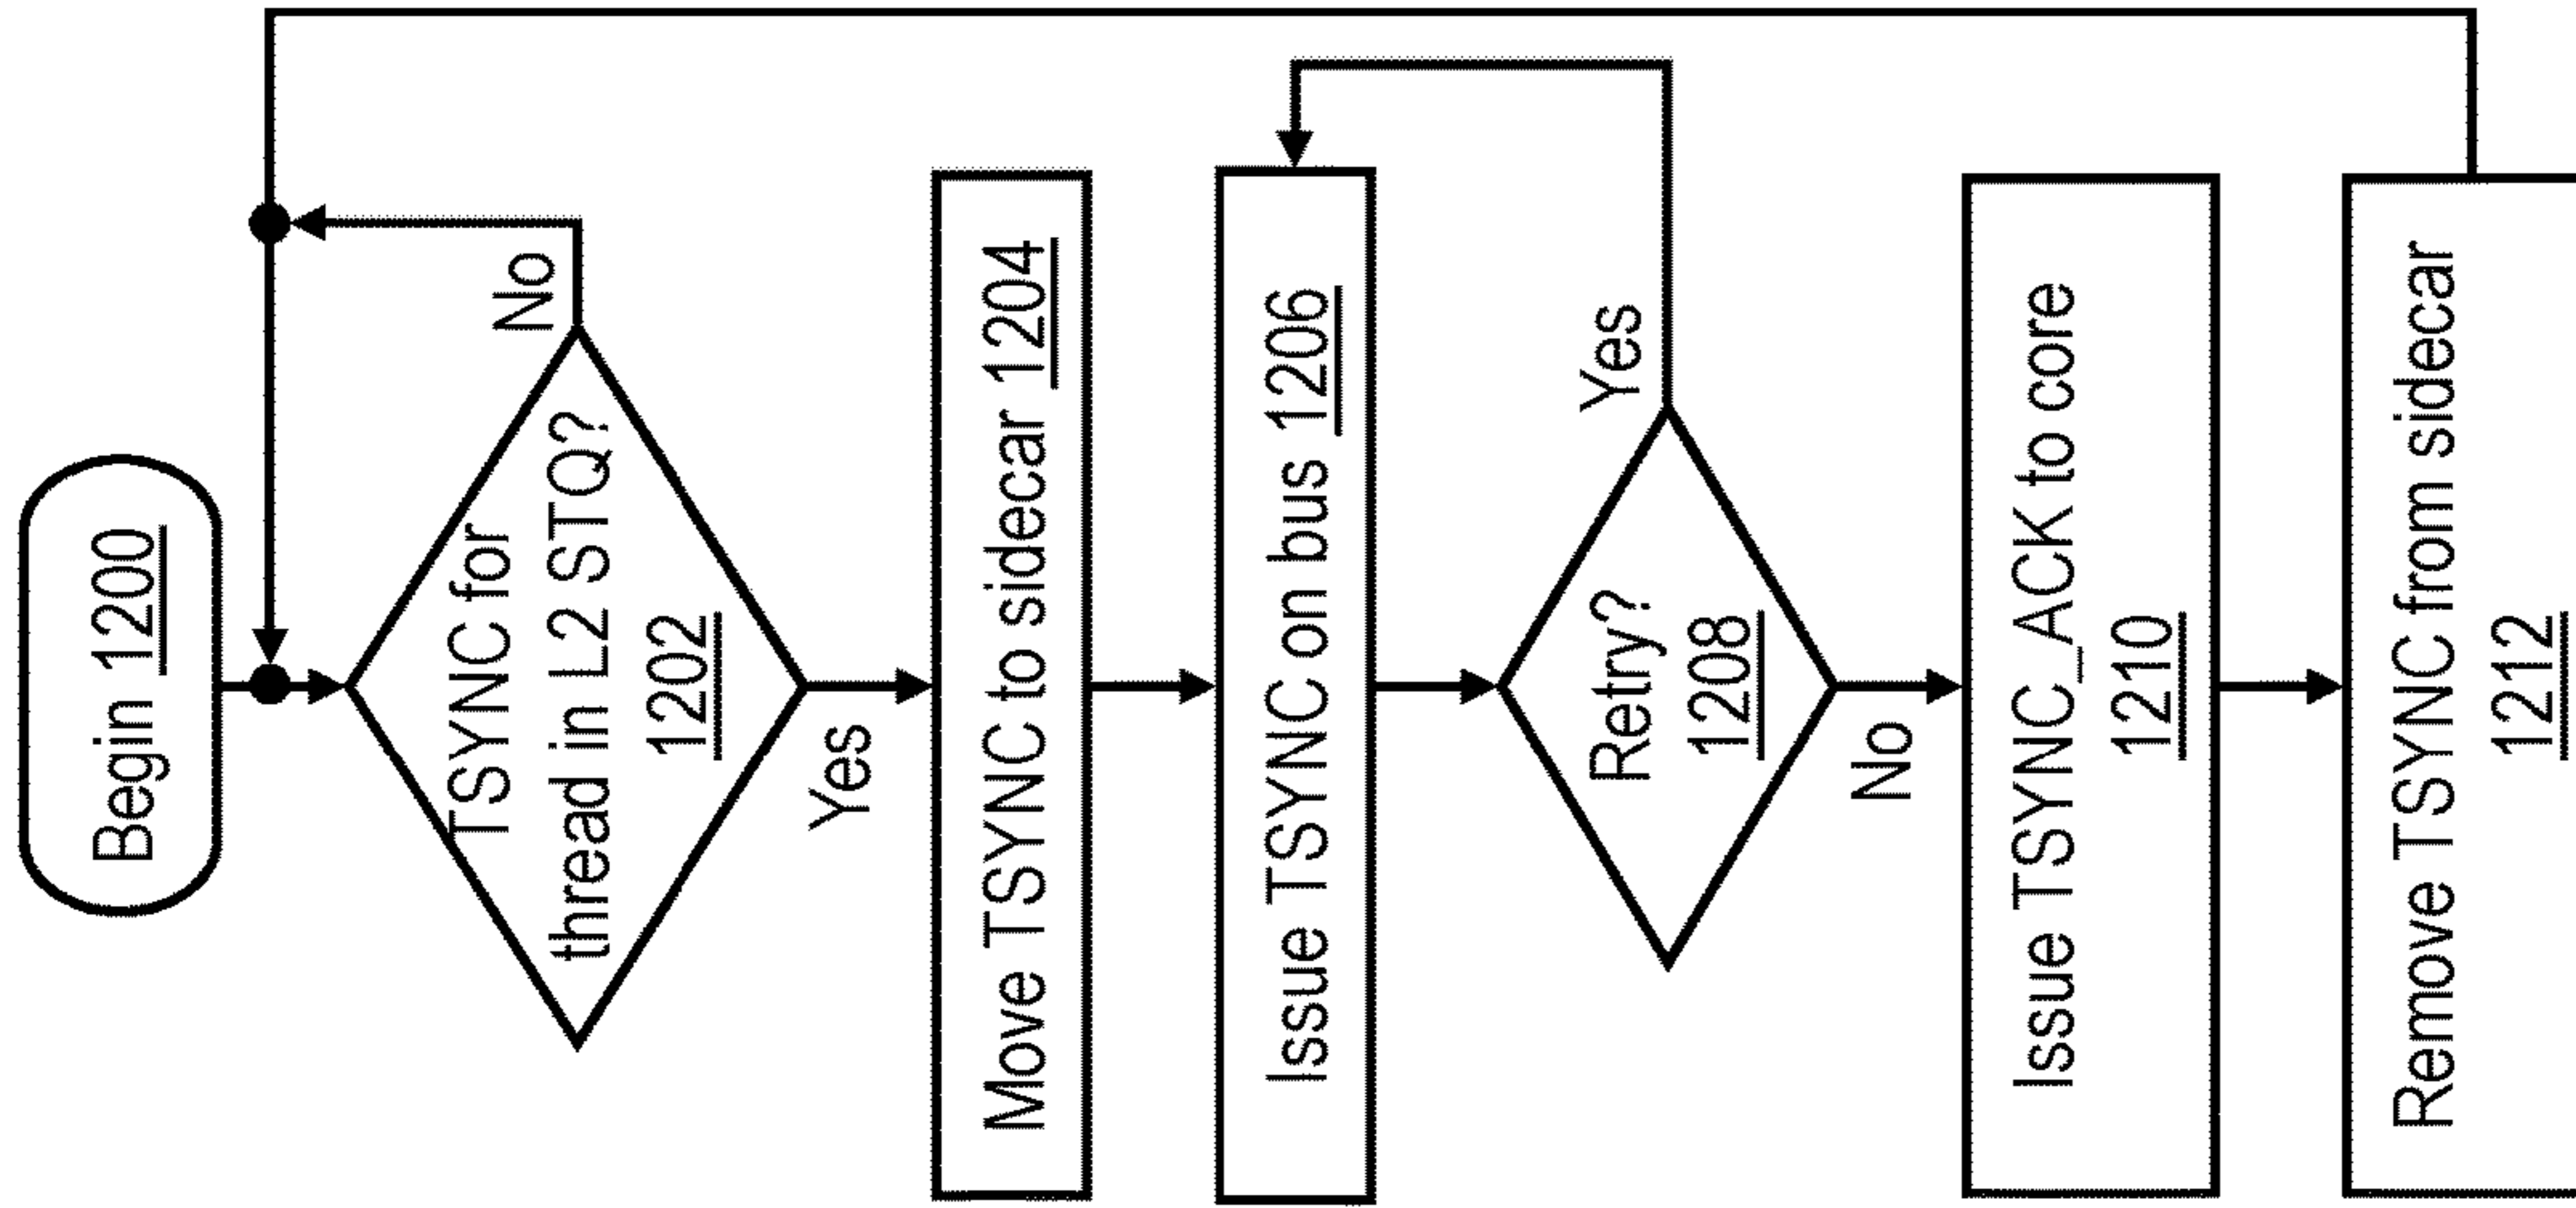 Begin 1200
TSYNC for
thread in L2 STQ?
1202
No
Yes
Move TSYNC to sidecar 1204
Issue TSYNC on bus 1206
Retry?
1208
Yes
No
Issue TSYNC_ACK to core
1210
Remove TSYNC from sidecar
1212